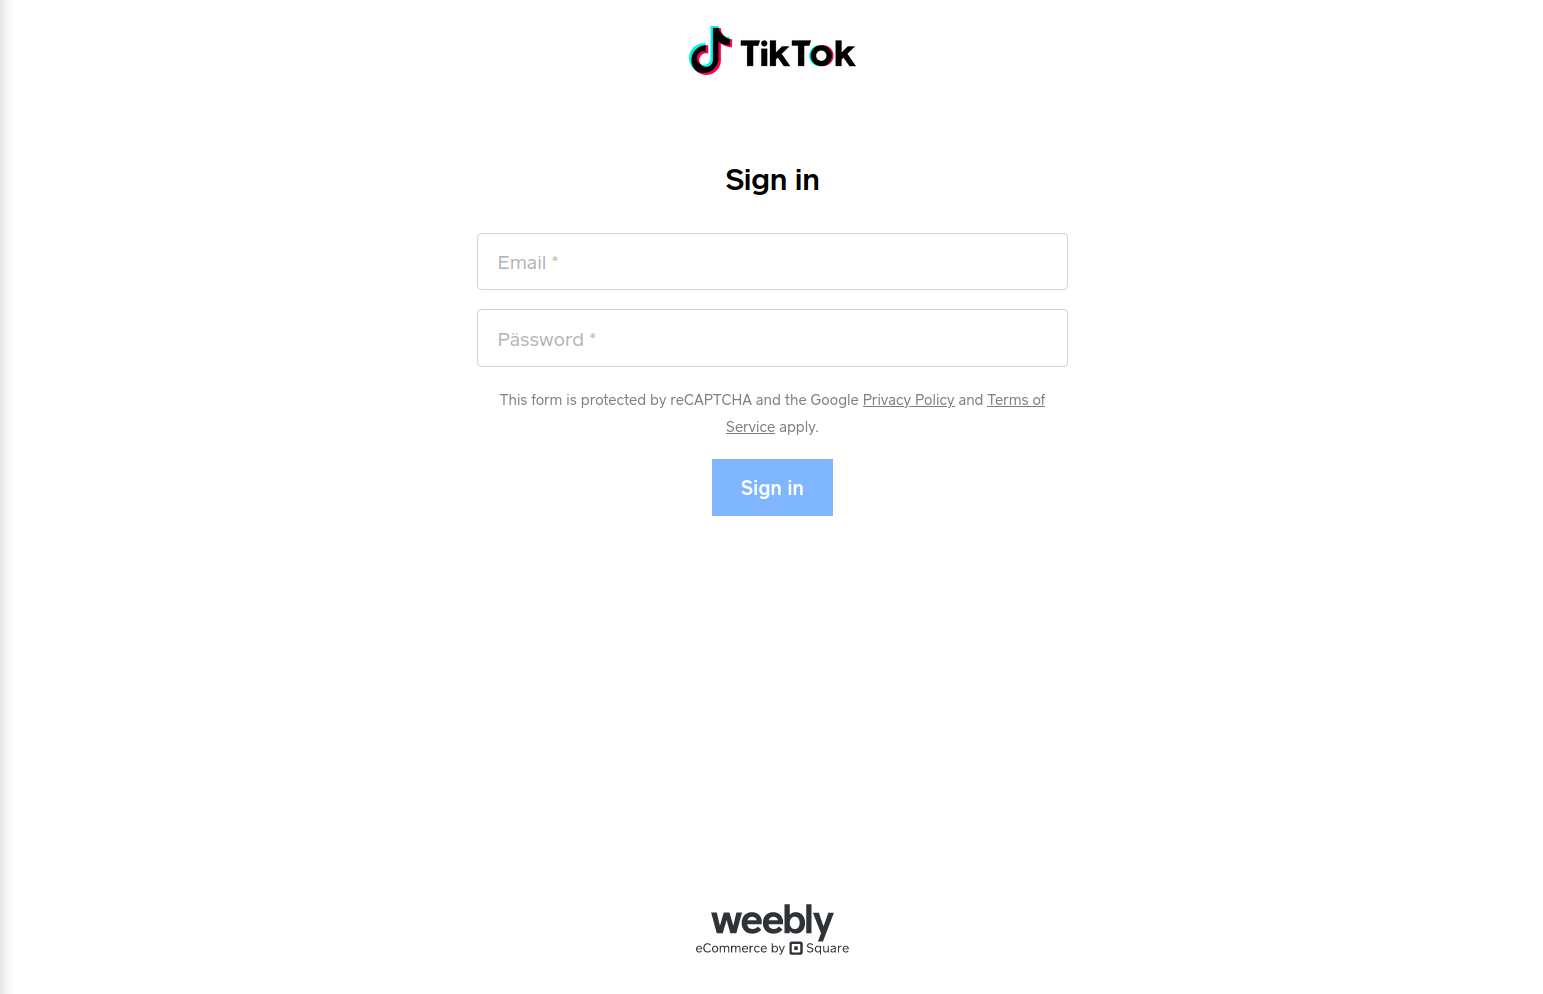 TikTok
Sign in
Email *
Pässword *
This form is protected by reCAPTCHA and the Google Privacy Policy and Terms of
Service apply.
Sign in
weebly
eCommerce by Square